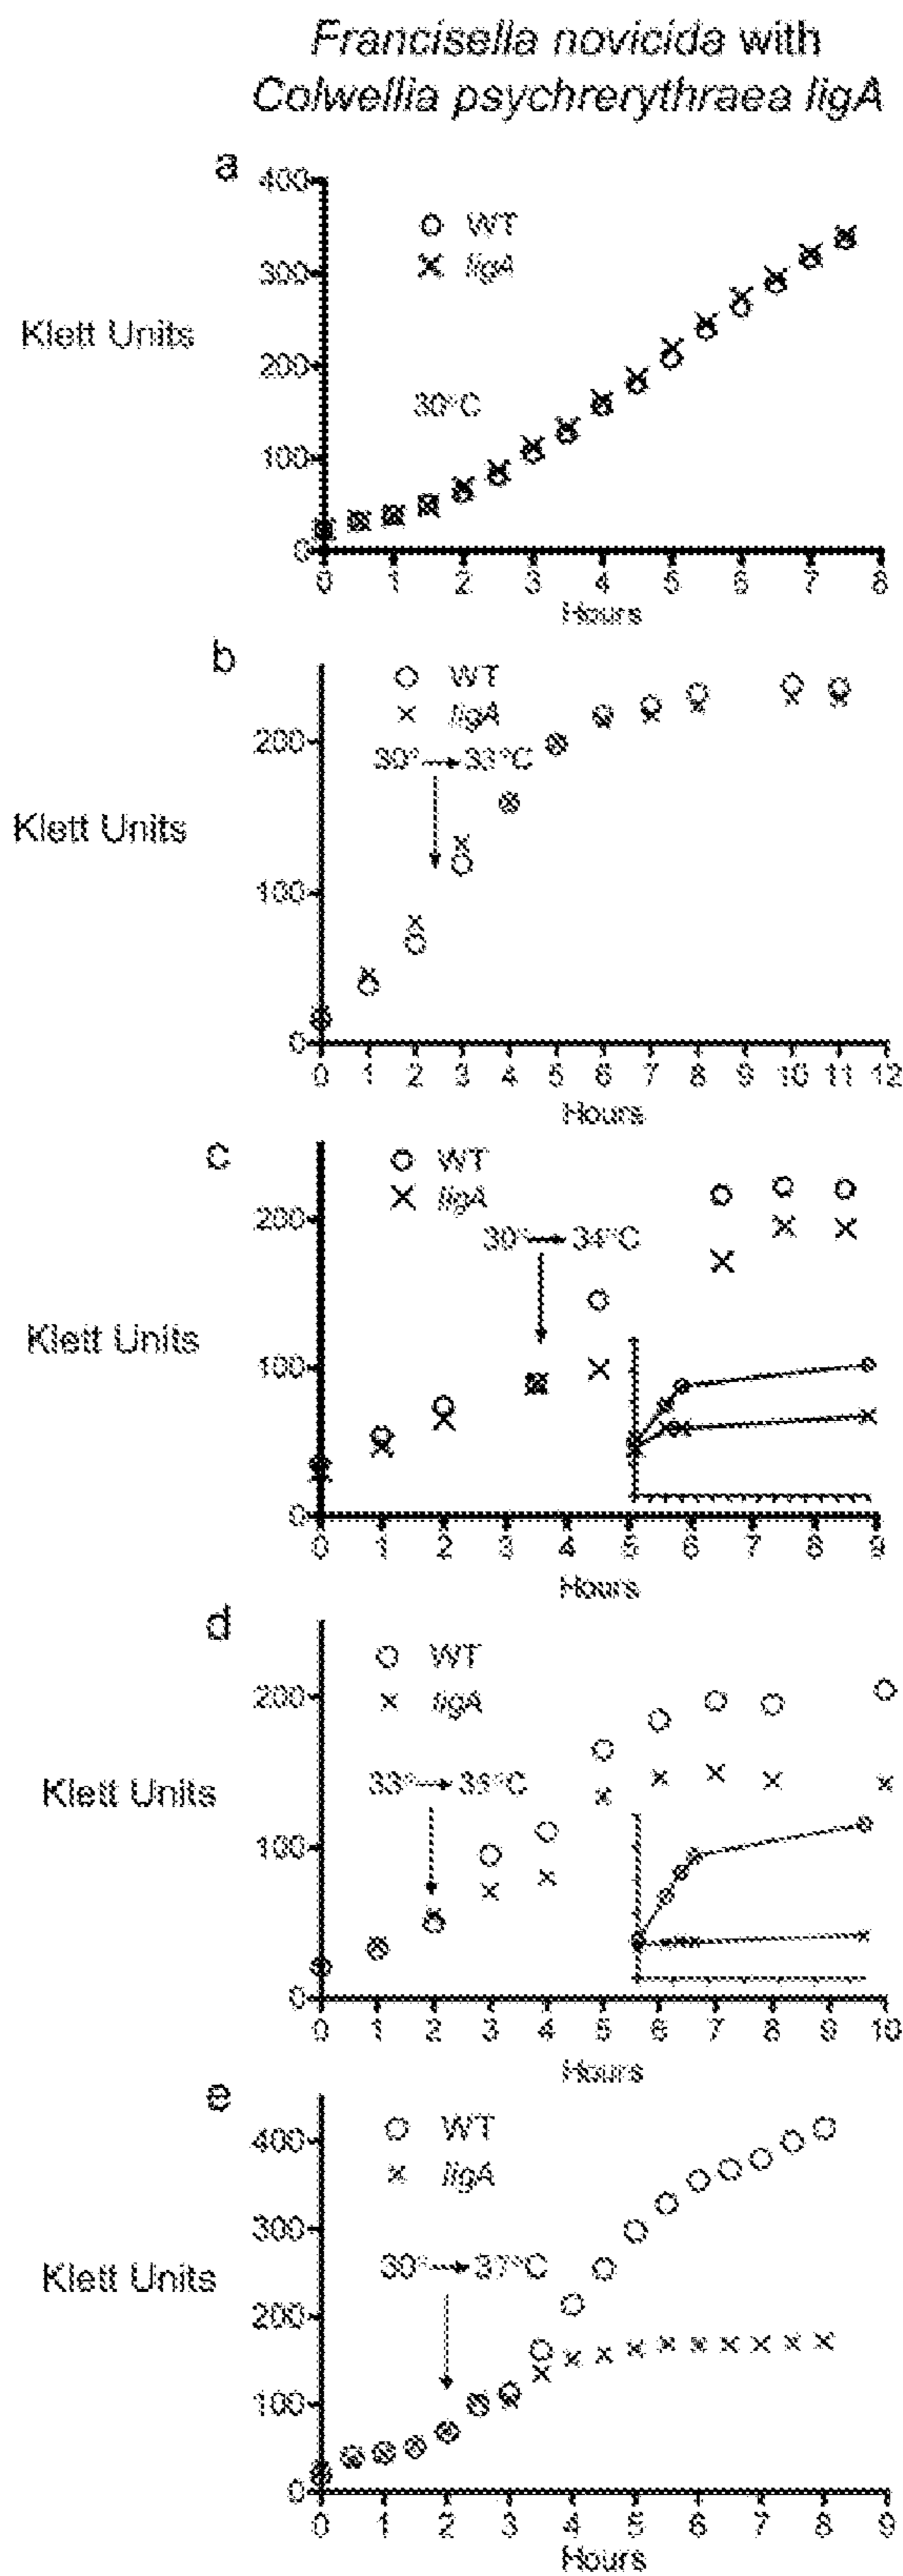 Francisella novicida with
Colwellia psychrerythraea ligA
a
400
WT
ligA
300
Klett Units
200
30°C
100
0
0 1 2 3 4 5 6 7 8
Hours
b
WT
ligA
200
30° → 33°C
Klett Units
100
0
0 1 2 3 4 5 6 7 8 9 10 11 12
Hours
c
WT
ligA
200
30° → 34°C
Klett Units
100
0
0 1 2 3 4 5 6 7 8 9
Hours
d
WT
ligA
200
33° → 35°C
Klett Units
100
0
0 1 2 3 4 5 6 7 8 9 10
Hours
e
400
WT
ligA
300
30° → 37°C
Klett Units
200
100
0
0 1 2 3 4 5 6 7 8 9
Hours